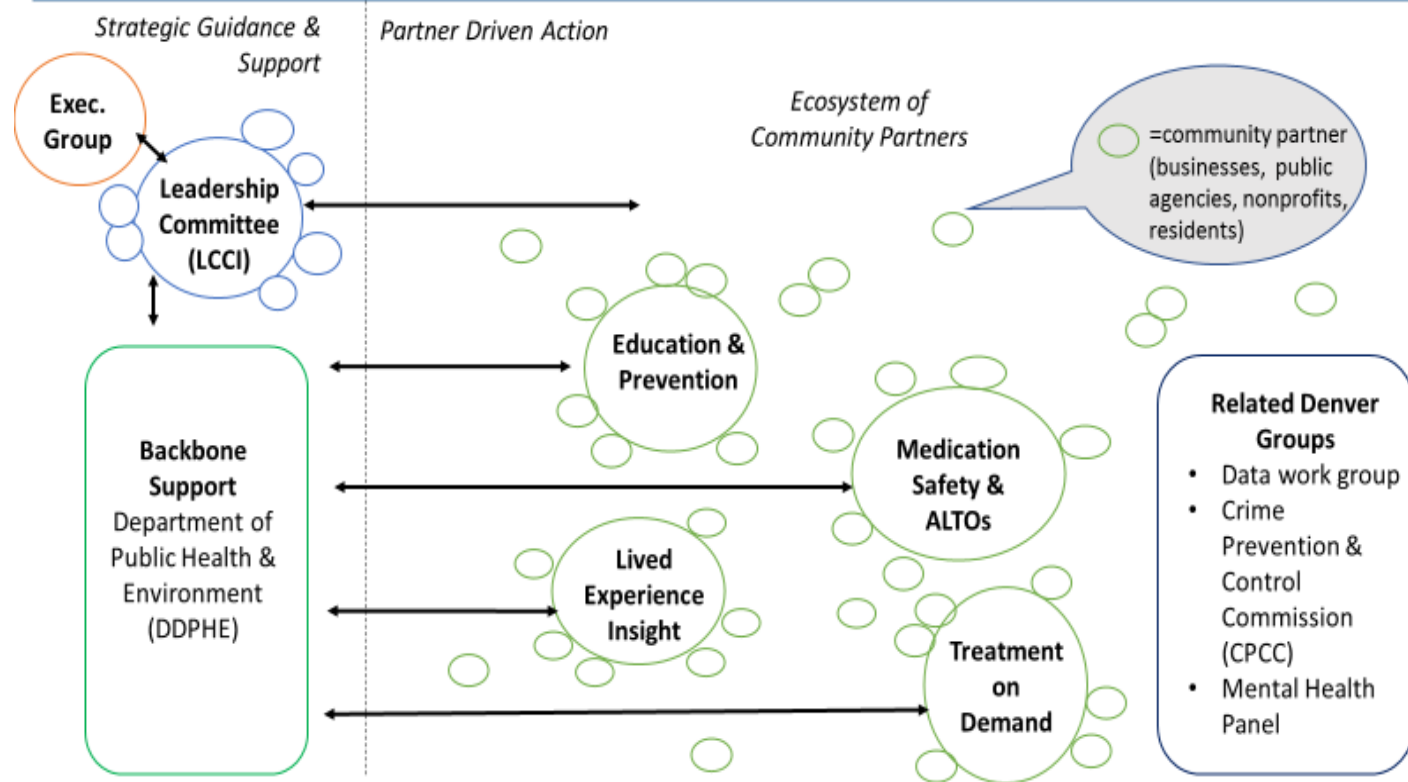 Strategic Guidance &
Support
Partner Driven Action
Exec.
Group
Leadership
Committee
(LCCI)
Ecosystem of
Community Partners
=community partner
(businesses, public
agencies, nonprofits,
residents)
Education &
Prevention
Backbone
Support
Department of
Public Health &
Environment
(DDPHE)
Medication
Safety &
ALTOs
Lived
Experience
Insight
Treatment
on
Demand
Related Denver
Groups
• Data work group
• Crime
Prevention &
Control
Commission
(CPCC)
• Mental Health
Panel